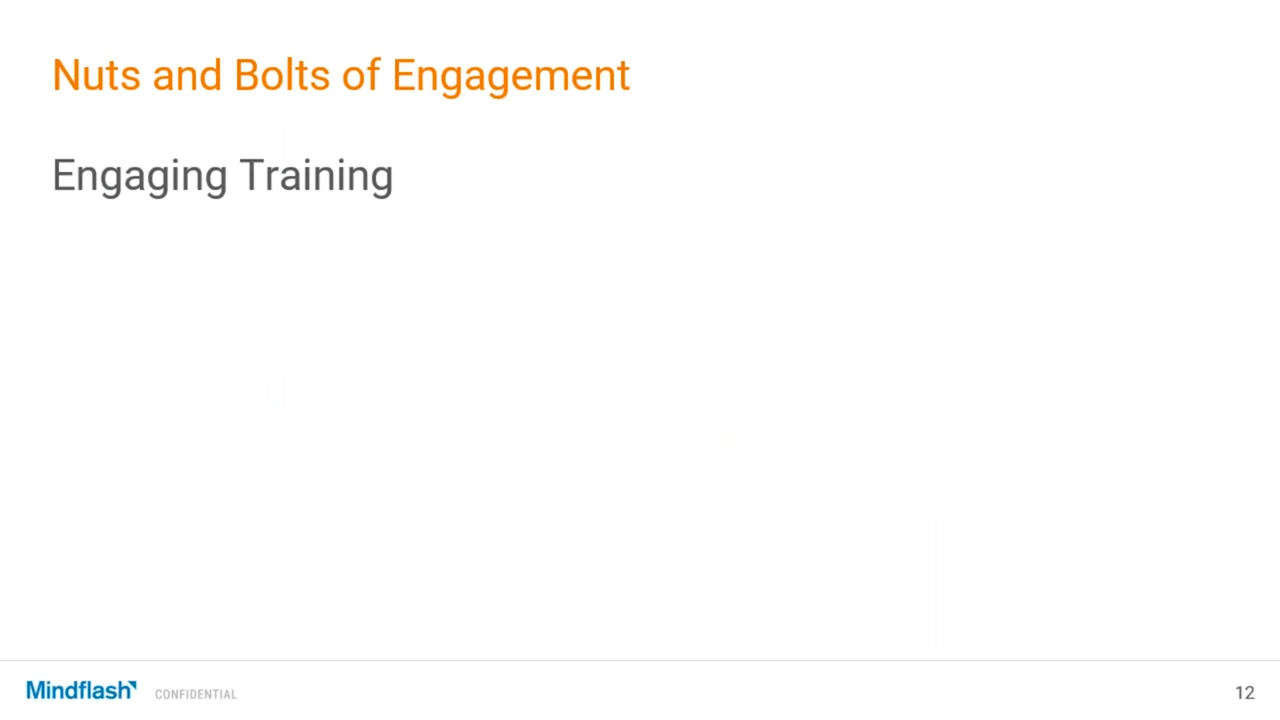 Nuts and Bolts of Engagement
Engaging Training
Mindflash CONFIDENTIAL 12